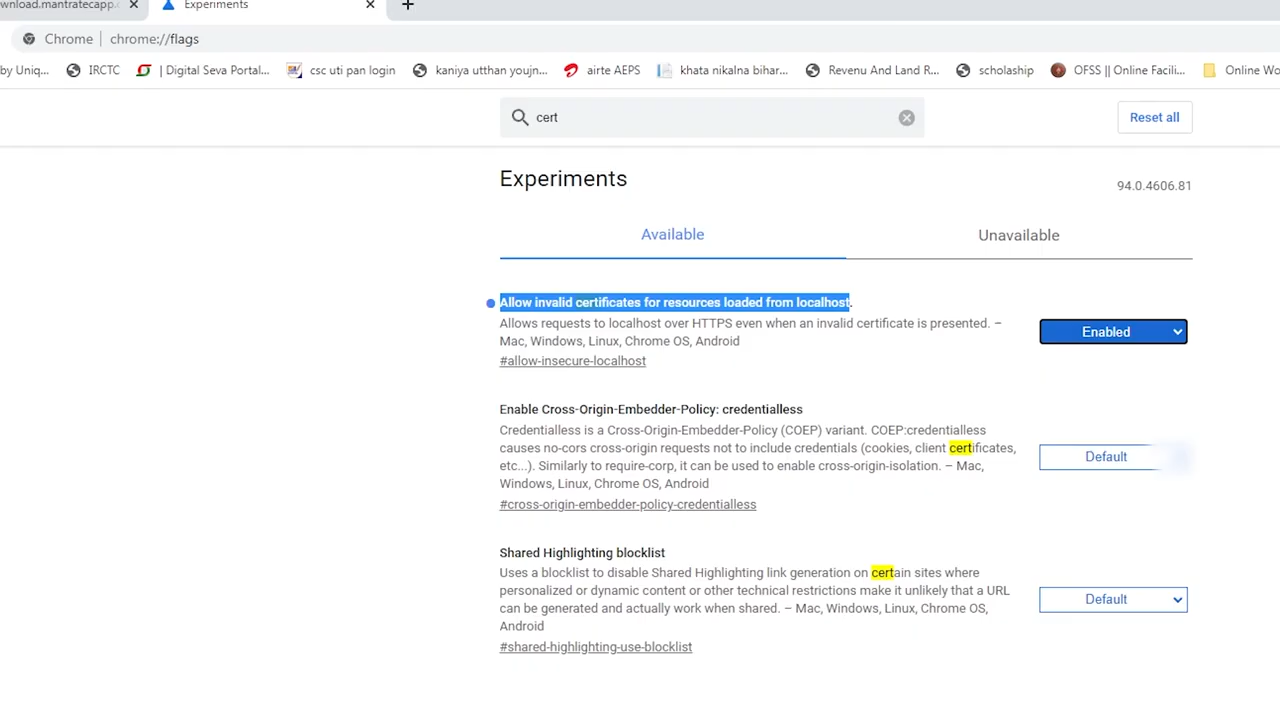 wnload.mantratecapp.
Experiments
Chrome
chrome://flags
by Uniq...
IRCTC
| Digital Seva Portal...
csc uti pan login
kaniya utthan youjn...
airte AEPS
khata nikalna bihar...
Revenu And Land R...
scholaship
OFSS || Online Facili...
Online Wo
cert
Reset all
Experiments
94.0.4606.81
Available
Unavailable
Allow invalid certificates for resources loaded from localhost.
Allows requests to localhost over HTTPS even when an invalid certificate is presented. –
Mac, Windows, Linux, Chrome OS, Android
#allow-insecure-localhost
Enabled
Enable Cross-Origin-Embedder-Policy: credentialless
Credentialless is a Cross-Origin-Embedder-Policy (COEP) variant. COEP:credentialless
causes no-cors cross-origin requests not to include credentials (cookies, client certificates,
etc...). Similarly to require-corp, it can be used to enable cross-origin-isolation. – Mac,
Windows, Linux, Chrome OS, Android
#cross-origin-embedder-policy-credentialless
Default
Shared Highlighting blocklist
Uses a blocklist to disable Shared Highlighting link generation on certain sites where
personalized or dynamic content or other technical restrictions make it unlikely that a URL
can be generated and actually work when shared. – Mac, Windows, Linux, Chrome OS,
Android
#shared-highlighting-use-blocklist
Default